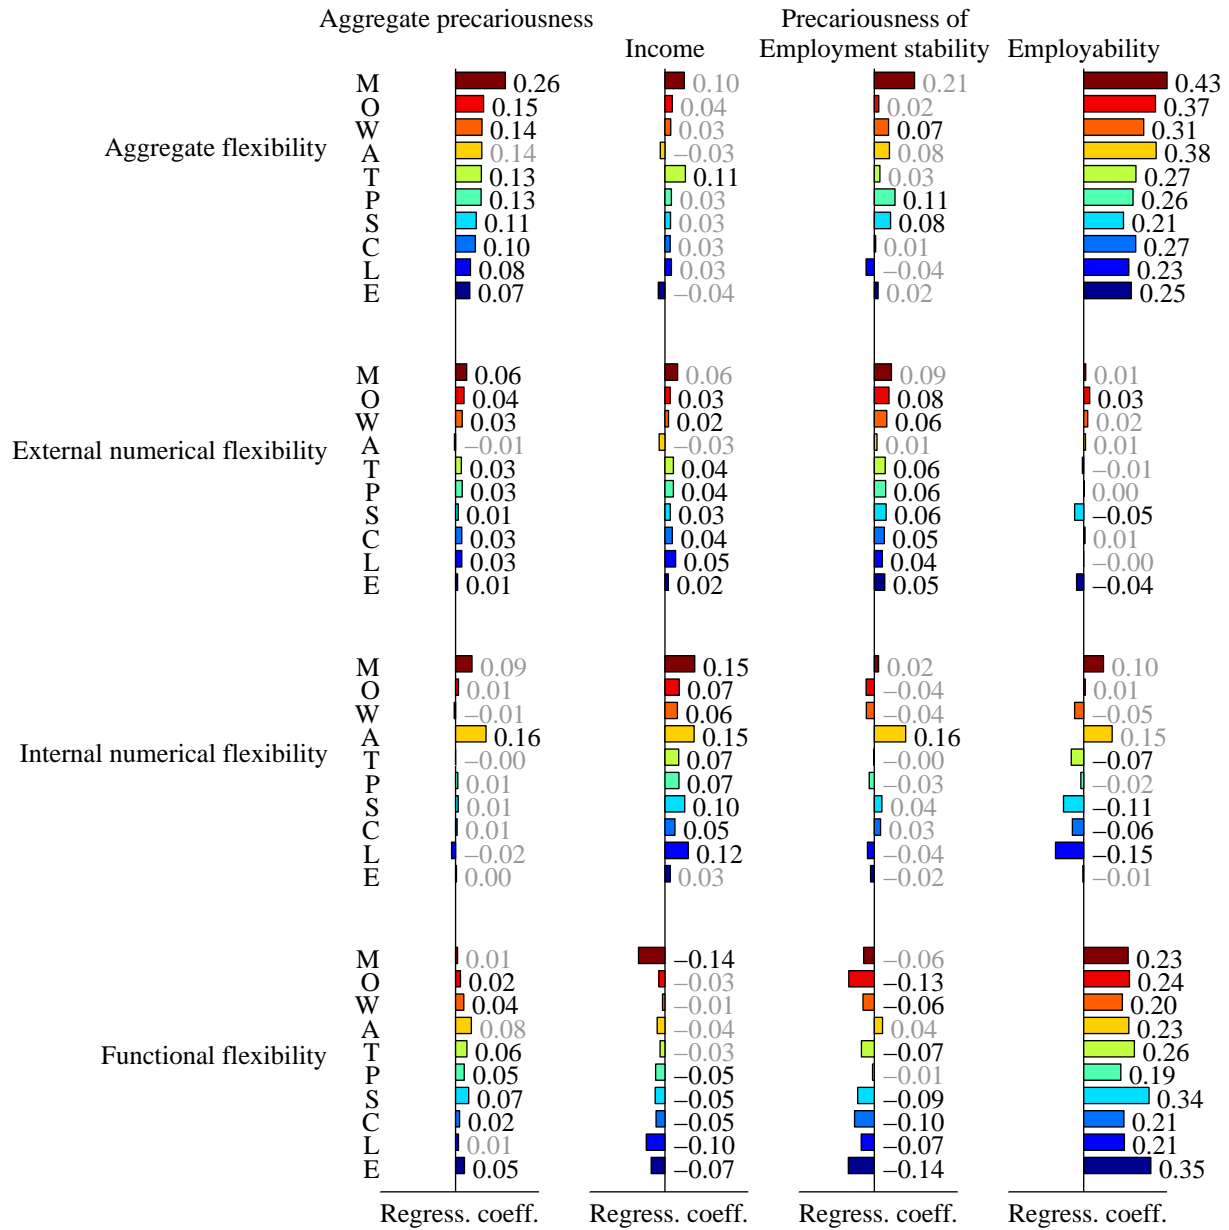 Aggregate precariousness Precariousness of
Income Employment stability Employability
M 0.26 0.10 0.21 0.43
O 0.15 0.04 0.02 0.37
W 0.14 0.03 0.07 0.31
Aggregate flexibility A 0.14 –0.03 0.08 0.38
T 0.13 0.11 0.03 0.27
P 0.13 0.03 0.11 0.26
S 0.11 0.03 0.08 0.21
C 0.10 0.03 0.01 0.27
L 0.08 0.03 –0.04 0.23
E 0.07 –0.04 0.02 0.25
M 0.06 0.06 0.09 0.01
O 0.04 0.03 0.08 0.03
W 0.03 0.02 0.06 0.02
External numerical flexibility A –0.01 –0.03 0.01 0.01
T 0.03 0.04 0.06 –0.01
P 0.03 0.04 0.06 0.00
S 0.01 0.03 0.06 –0.05
C 0.03 0.04 0.05 0.01
L 0.03 0.05 0.04 –0.00
E 0.01 0.02 0.05 –0.04
M 0.09 0.15 0.02 0.10
O 0.01 0.07 –0.04 0.01
W –0.01 0.06 –0.04 –0.05
A 0.16 0.15 0.16 0.15
Internal numerical flexibility T –0.00 0.07 –0.00 –0.07
P 0.01 0.07 –0.03 –0.02
S 0.01 0.10 0.04 –0.11
C 0.01 0.05 0.03 –0.06
L –0.02 0.12 –0.04 –0.15
E 0.00 0.03 –0.02 –0.01
M 0.01 –0.14 –0.06 0.23
O 0.02 –0.03 –0.13 0.24
W 0.04 –0.01 –0.06 0.20
A 0.08 –0.04 0.04 0.23
Functional flexibility T 0.06 –0.03 –0.07 0.26
P 0.05 –0.05 –0.01 0.19
S 0.07 –0.05 –0.09 0.34
C 0.02 –0.05 –0.10 0.21
L 0.01 –0.10 –0.07 0.21
E 0.05 –0.07 –0.14 0.35
Regress. coeff. Regress. coeff. Regress. coeff. Regress. coeff.